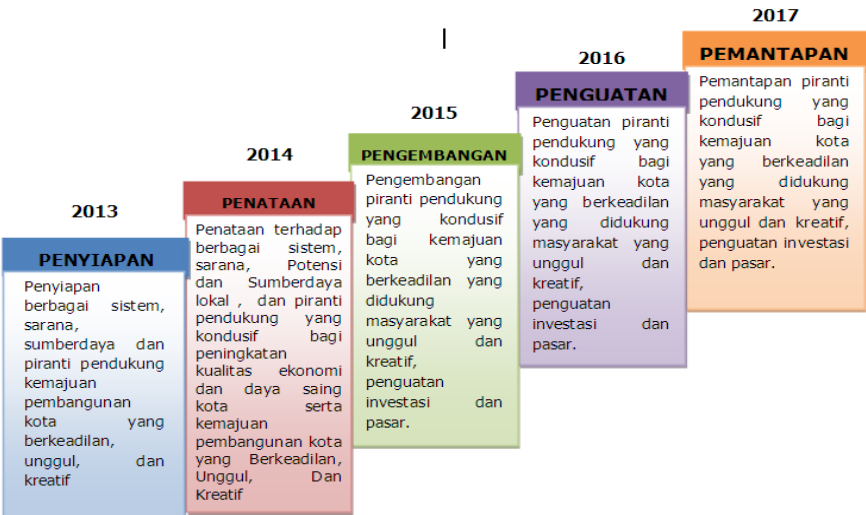 2013
PENYIAPAN
Penyiapan
berbagai sistem,
sarana,
sumberdaya dan
piranti pendukung
kemajuan
pembangunan
kota yang
berkeadilan,
unggul, dan
kreatif
2014
PENATAAN
Penataan terhadap
berbagai sistem,
sarana, Potensi
dan Sumberdaya
lokal , dan piranti
pendukung yang
kondusif bagi
peningkatan
kualitas ekonomi
dan daya saing
kota serta
kemajuan
pembangunan kota
yang Berkeadilan,
Unggul, Dan
Kreatif
2015
PENGEMBANGAN
Pengembangan
piranti pendukung
yang kondusif
bagi kemajuan
kota yang
berkeadilan yang
didukung
masyarakat yang
unggul dan
kreatif,
penguatan
investasi dan
pasar.
2016
PENGUATAN
Penguatan piranti
pendukung yang
kondusif bagi
kemajuan kota
yang berkeadilan
yang didukung
masyarakat yang
unggul dan
kreatif,
penguatan
investasi dan
pasar.
2017
PEMANTAPAN
Pemantapan piranti
pendukung yang
kondusif bagi
kemajuan kota
yang berkeadilan
yang didukung
masyarakat yang
unggul dan kreatif,
penguatan investasi
dan pasar.